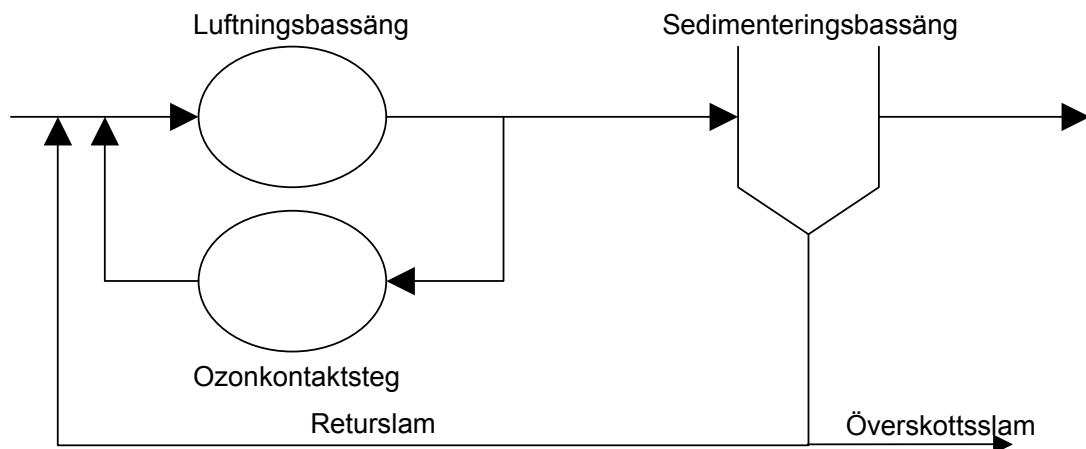 Luftningsbassäng
Sedimenteringsbassäng
Ozonkontaktsteg
Returslam
Överskottsslam